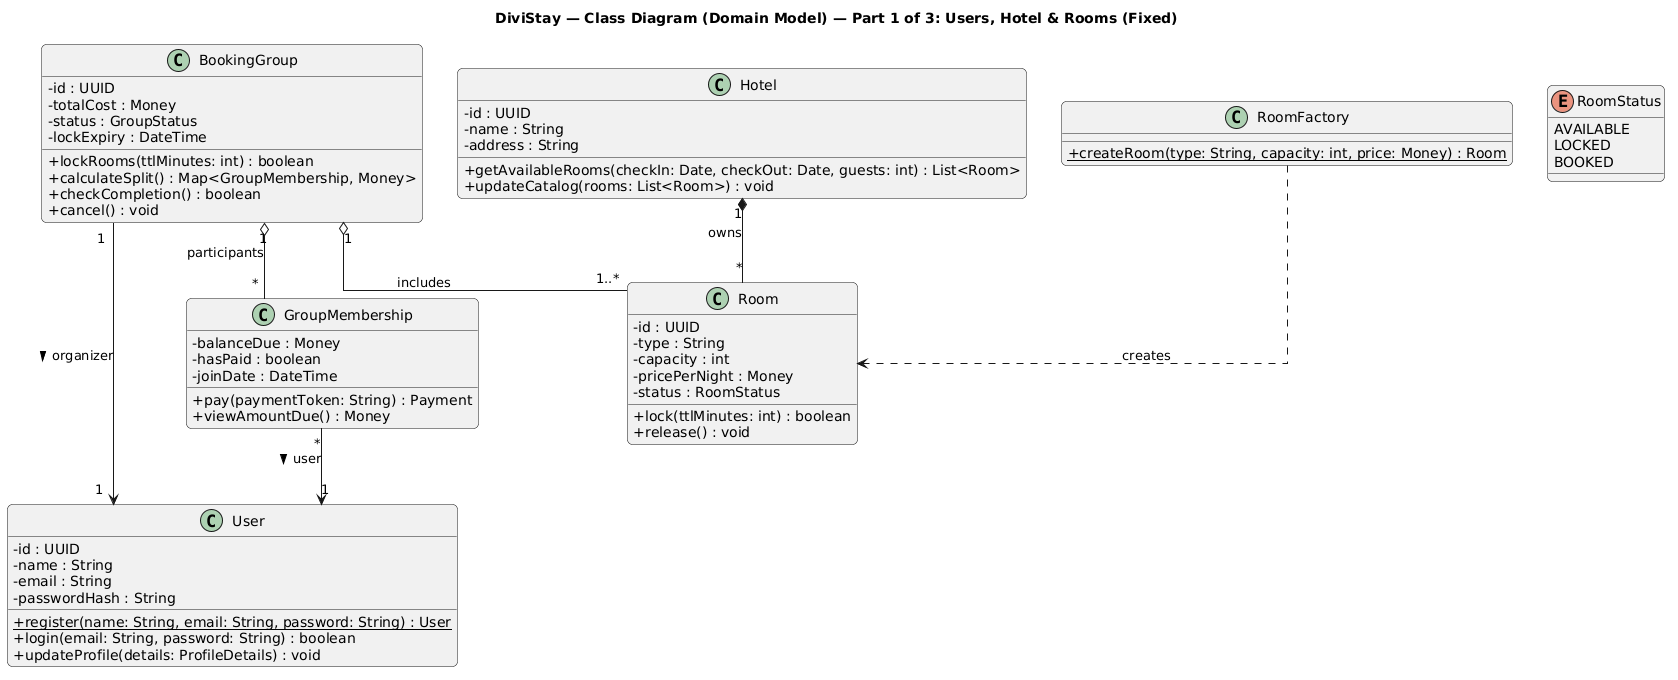 DiviStay — Class Diagram (Domain Model) — Part 1 of 3: Users, Hotel & Rooms (Fixed)
C BookingGroup
-id : UUID
-totalCost : Money
-status : GroupStatus
-lockExpiry : DateTime
+lockRooms(ttlMinutes: int) : boolean
+calculateSplit() : Map<GroupMembership, Money>
+checkCompletion() : boolean
+cancel() : void
C Hotel
-id : UUID
-name : String
-address : String
+getAvailableRooms(checkIn: Date, checkOut: Date, guests: int) : List<Room>
+updateCatalog(rooms: List<Room>) : void
C RoomFactory
+createRoom(type: String, capacity: int, price: Money) : Room
E RoomStatus
AVAILABLE
LOCKED
BOOKED
1
1
participants
*
1
includes
1..*
1
owns
*
organizer
1
creates
C GroupMembership
-balanceDue : Money
-hasPaid : boolean
-joinDate : DateTime
+pay(paymentToken: String) : Payment
+viewAmountDue() : Money
C Room
-id : UUID
-type : String
-capacity : int
-pricePerNight : Money
-status : RoomStatus
+lock(ttlMinutes: int) : boolean
+release() : void
*
user
1
C User
-id : UUID
-name : String
-email : String
-passwordHash : String
+register(name: String, email: String, password: String) : User
+login(email: String, password: String) : boolean
+updateProfile(details: ProfileDetails) : void